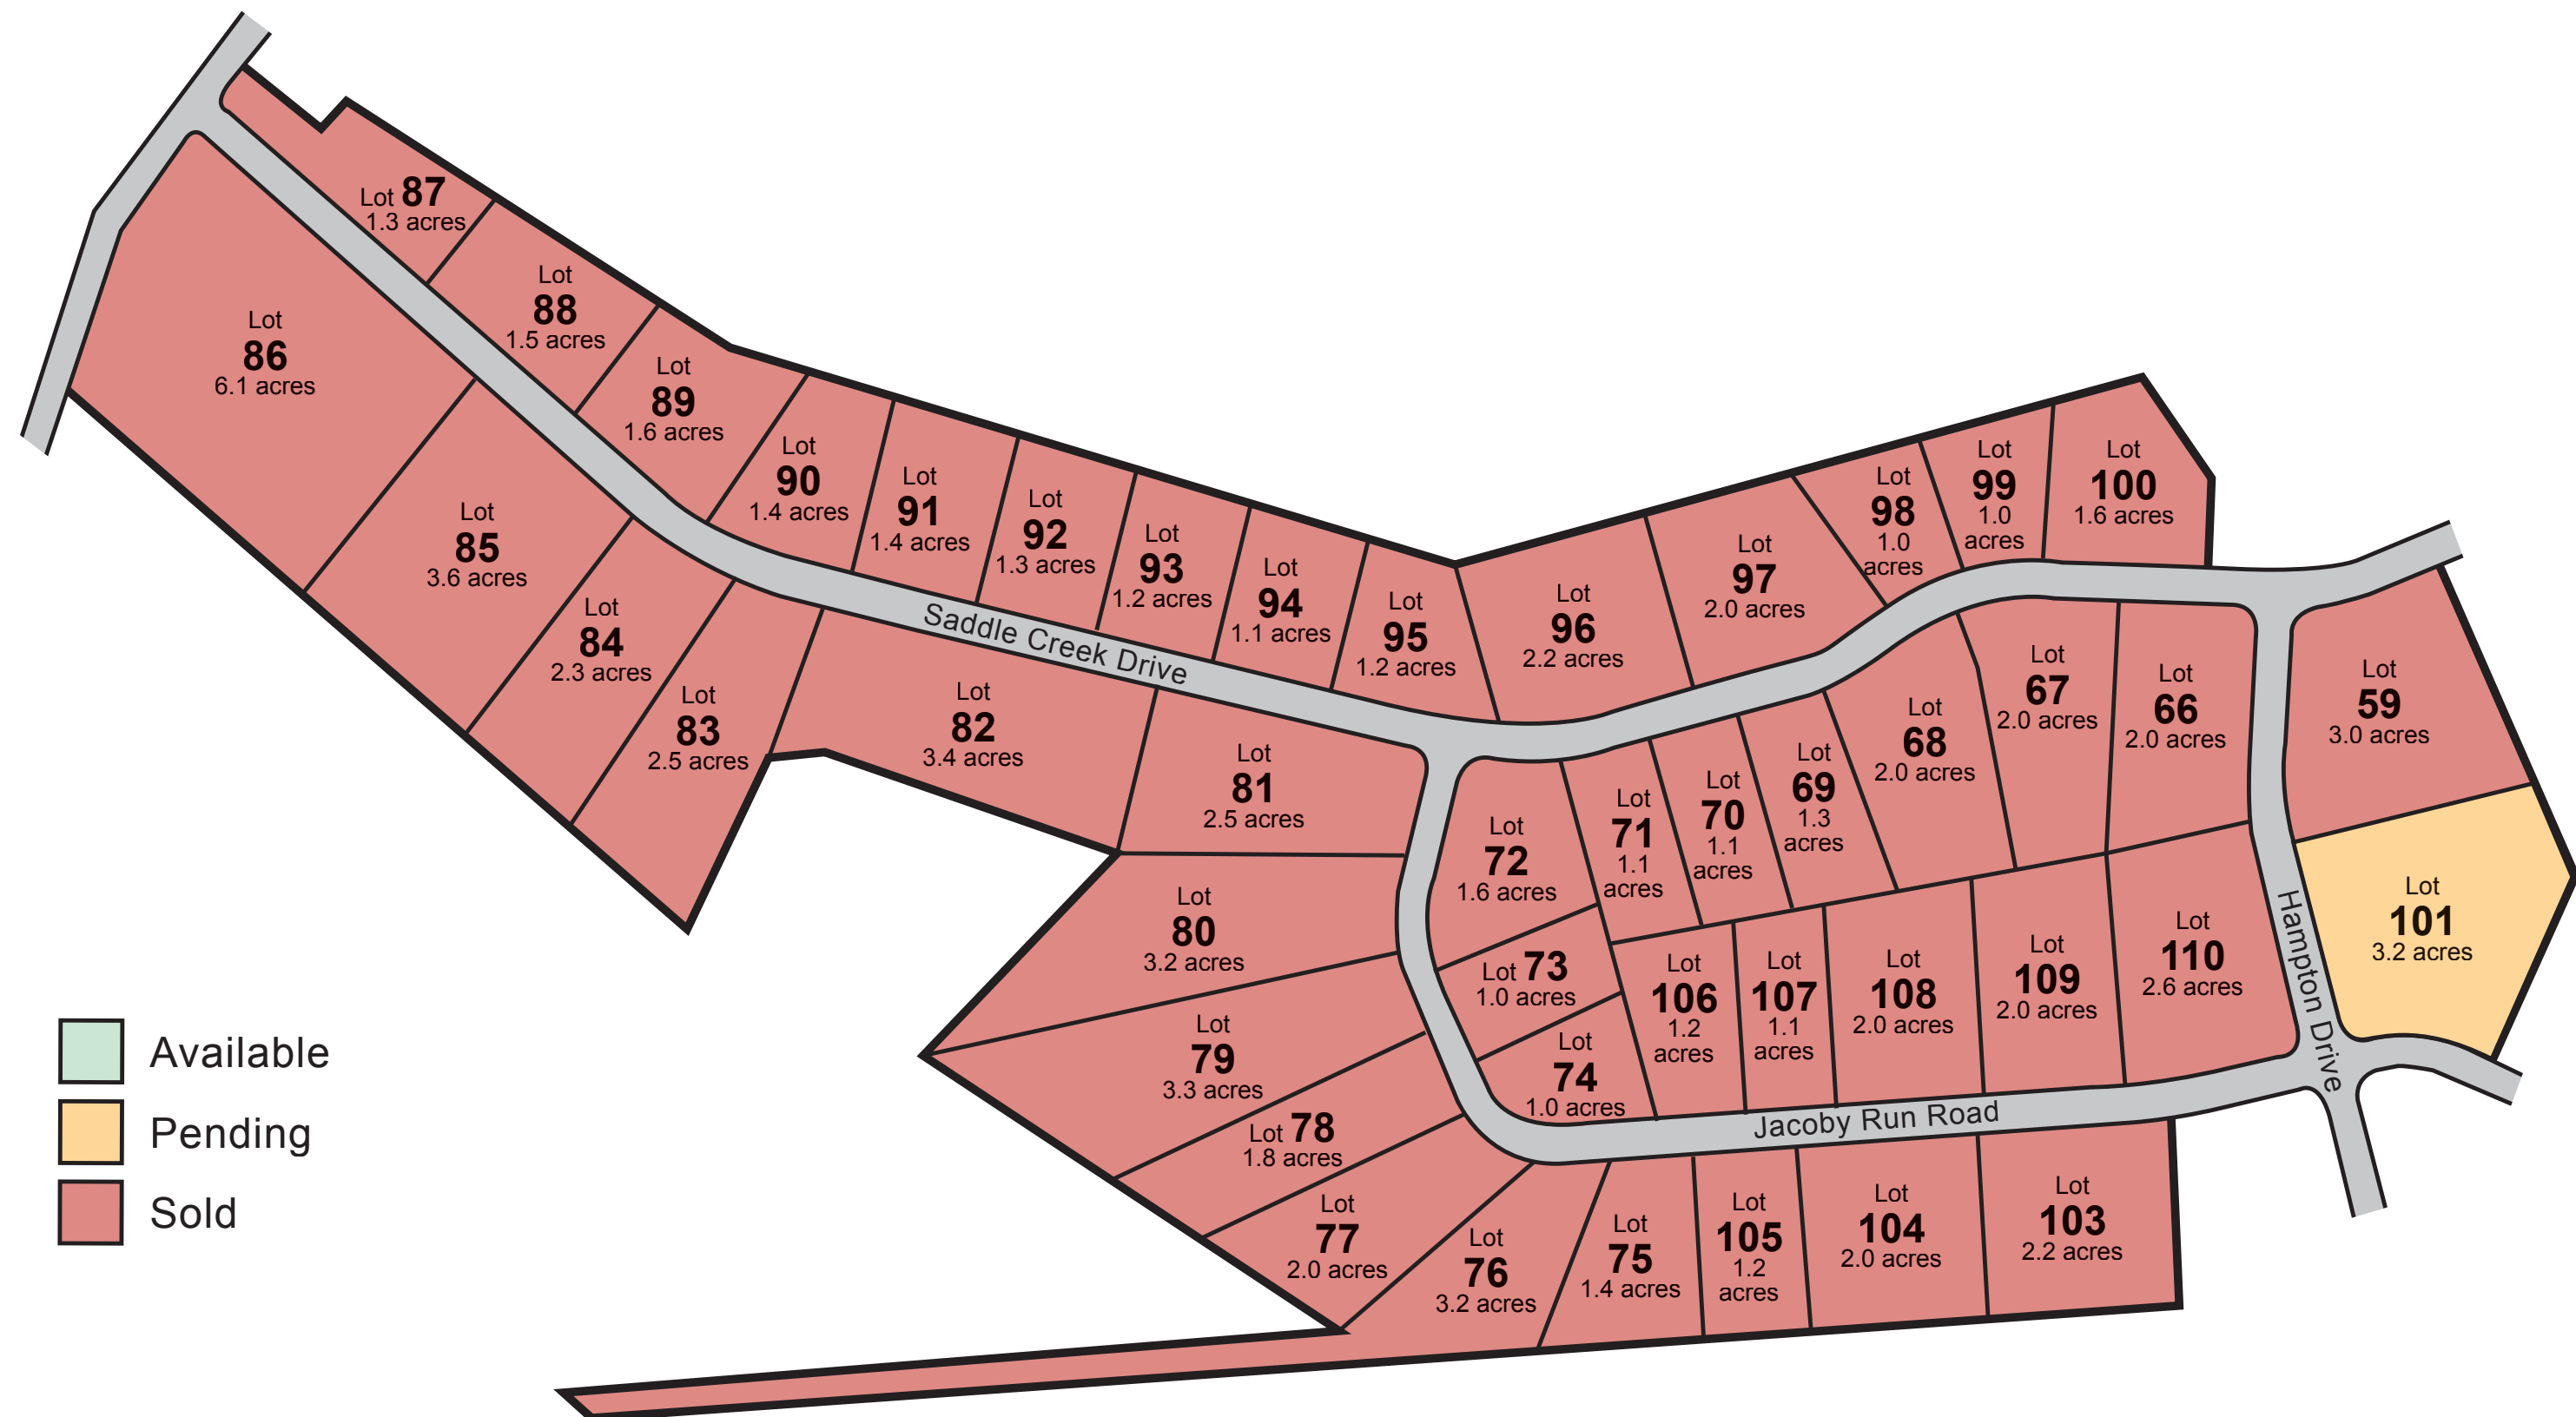 Lot 87
1.3 acres
Lot
88
1.5 acres
Lot
86
6.1 acres
Lot
89
1.6 acres
Lot
90
1.4 acres
Lot
91
1.4 acres
Lot
92
1.3 acres
Lot
93
1.2 acres
Lot
94
1.1 acres
Lot
95
1.2 acres
Lot
96
2.2 acres
Lot
97
2.0 acres
Lot
98
1.0
acres
Lot
99
1.0
acres
Lot
100
1.6 acres
Lot
85
3.6 acres
Lot
84
2.3 acres
Lot
83
2.5 acres
Saddle Creek Drive
Lot
82
3.4 acres
Lot
81
2.5 acres
Lot
72
1.6 acres
Lot
71
1.1
acres
Lot
70
1.1
acres
Lot
69
1.3
acres
Lot
68
2.0 acres
Lot
67
2.0 acres
Lot
66
2.0 acres
Lot
59
3.0 acres
Lot
101
3.2 acres
Hampton Drive
Lot
80
3.2 acres
Lot 73
1.0 acres
Lot
106
1.2
acres
Lot
107
1.1
acres
Lot
108
2.0 acres
Lot
109
2.0 acres
Lot
110
2.6 acres
Lot
79
3.3 acres
Lot
74
1.0 acres
Lot 78
1.8 acres
Jacoby Run Road
Lot
77
2.0 acres
Lot
76
3.2 acres
Lot
75
1.4 acres
Lot
105
1.2
acres
Lot
104
2.0 acres
Lot
103
2.2 acres
Available
Pending
Sold